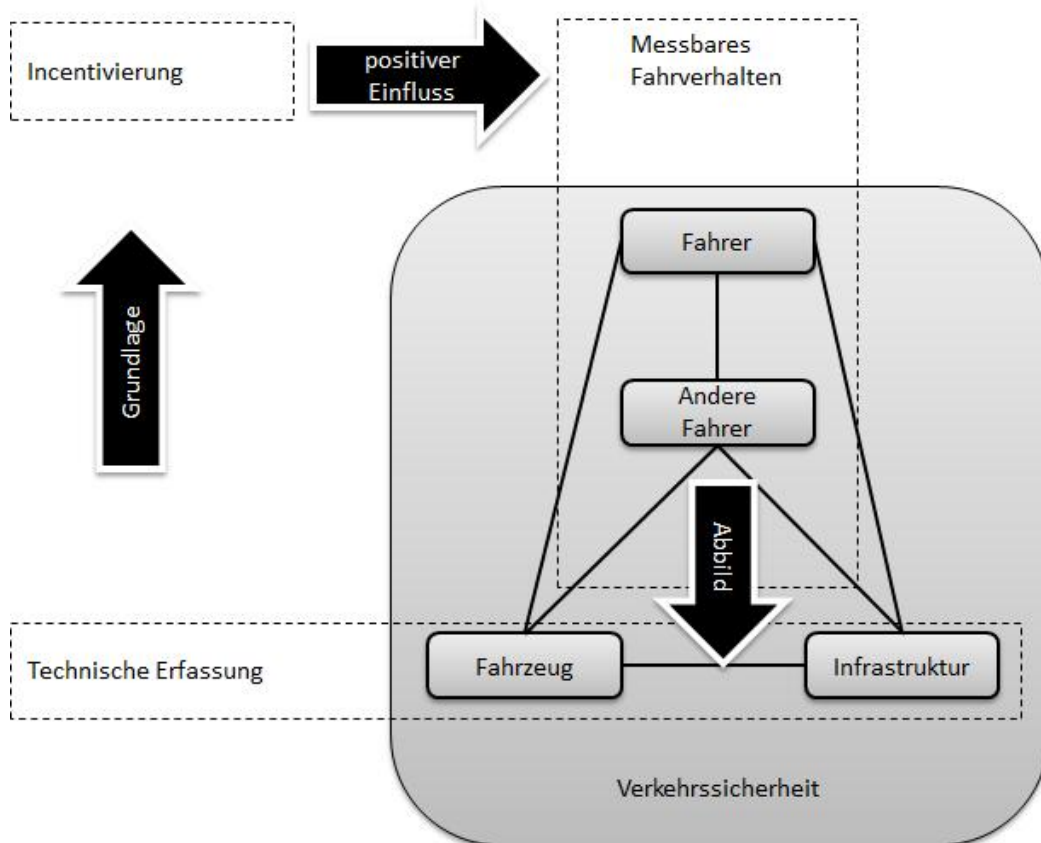 Incentivierung
positiver
Einfluss
Messbares
Fahrverhalten
Fahrer
Grundlage
Andere
Fahrer
Abbild
Technische Erfassung
Fahrzeug
Infrastruktur
Verkehrssicherheit